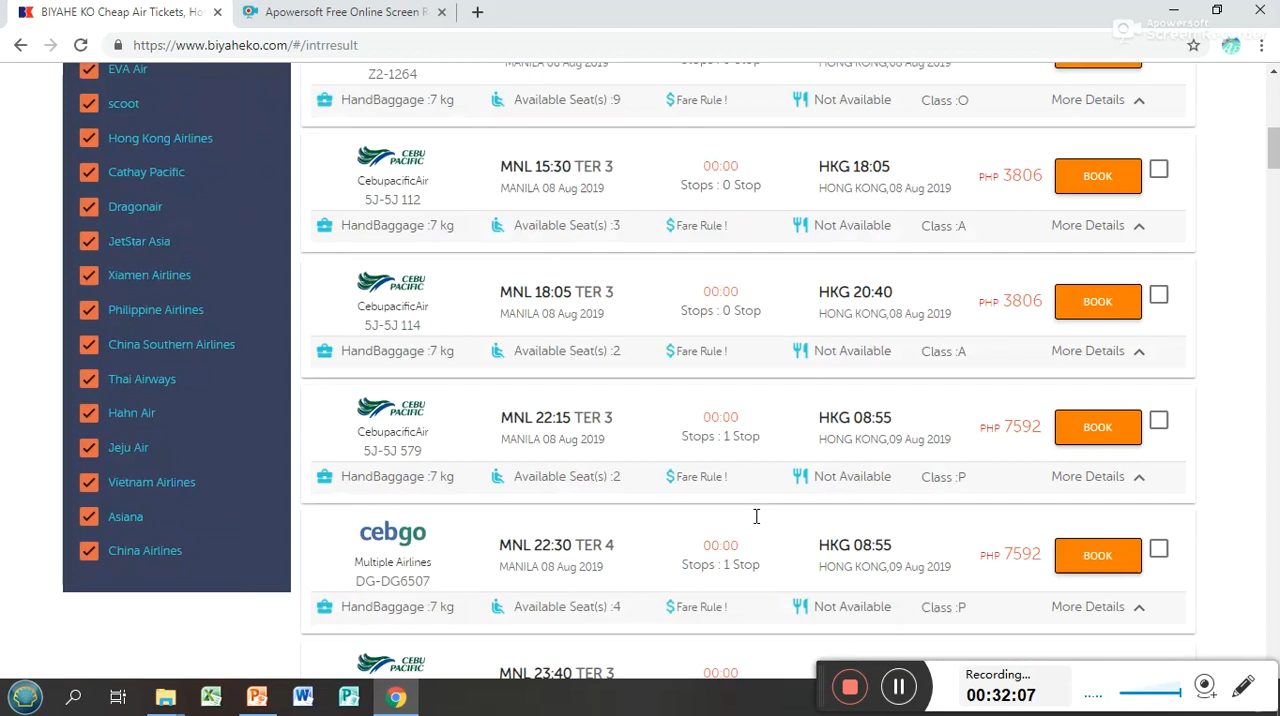 BIYAHE KO Cheap Air Tickets, Ho
Apowersoft Free Online Screen R
Apowersoft
Screen Recorder
https://www.biyaheko.com/#/intrresult
EVA Air
scoot
Hong Kong Airlines
Cathay Pacific
Dragonair
JetStar Asia
Xiamen Airlines
Philippine Airlines
China Southern Airlines
Thai Airways
Hahn Air
Jeju Air
Vietnam Airlines
Asiana
China Airlines
Z2-1264
HandBaggage :7 kg Available Seat(s) :9 $Fare Rule ! Not Available Class :O More Details
CEBU
PACIFIC
CebupacificAir
5J-5J 112
MNL 15:30 TER 3
MANILA 08 Aug 2019
00:00
Stops : 0 Stop
HKG 18:05
HONG KONG,08 Aug 2019
PHP 3806
BOOK
HandBaggage :7 kg Available Seat(s) :3 $Fare Rule ! Not Available Class :A More Details
CEBU
PACIFIC
CebupacificAir
5J-5J 114
MNL 18:05 TER 3
MANILA 08 Aug 2019
00:00
Stops : 0 Stop
HKG 20:40
HONG KONG,08 Aug 2019
PHP 3806
BOOK
HandBaggage :7 kg Available Seat(s) :2 $Fare Rule ! Not Available Class :A More Details
CEBU
PACIFIC
CebupacificAir
5J-5J 579
MNL 22:15 TER 3
MANILA 08 Aug 2019
00:00
Stops : 1 Stop
HKG 08:55
HONG KONG,09 Aug 2019
PHP 7592
BOOK
HandBaggage :7 kg Available Seat(s) :2 $Fare Rule ! Not Available Class :P More Details
cebgo
Multiple Airlines
DG-DG6507
MNL 22:30 TER 4
MANILA 08 Aug 2019
00:00
Stops : 1 Stop
HKG 08:55
HONG KONG,09 Aug 2019
PHP 7592
BOOK
HandBaggage :7 kg Available Seat(s) :4 $Fare Rule ! Not Available Class :P More Details
CEBU
PACIFIC
MNL 23:40 TER 3
00:00
Recording...
00:32:07